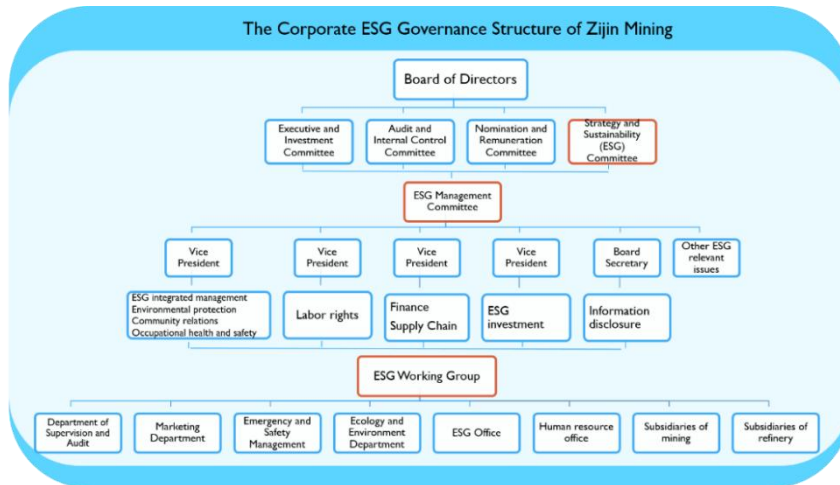 The Corporate ESG Governance Structure of Zijin Mining
Board of Directors
Executive and
Investment
Committee
Audit and
Internal Control
Committee
Nomination and
Remuneration
Committee
Strategy and
Sustainability
(ESG)
Committee
ESG Management
Committee
Vice
President
Vice
President
Vice
President
Vice
President
Board
Secretary
Other ESG
relevant
issues
ESG integrated management
Environmental protection
Community relations
Occupational health and safety
Labor rights
Finance
Supply Chain
ESG
investment
Information
disclosure
ESG Working Group
Department of
Supervision and
Audit
Marketing
Department
Emergency and
Safety
Management
Ecology and
Environment
Department
ESG Office
Human resource
office
Subsidiaries of
mining
Subsidiaries of
refinery